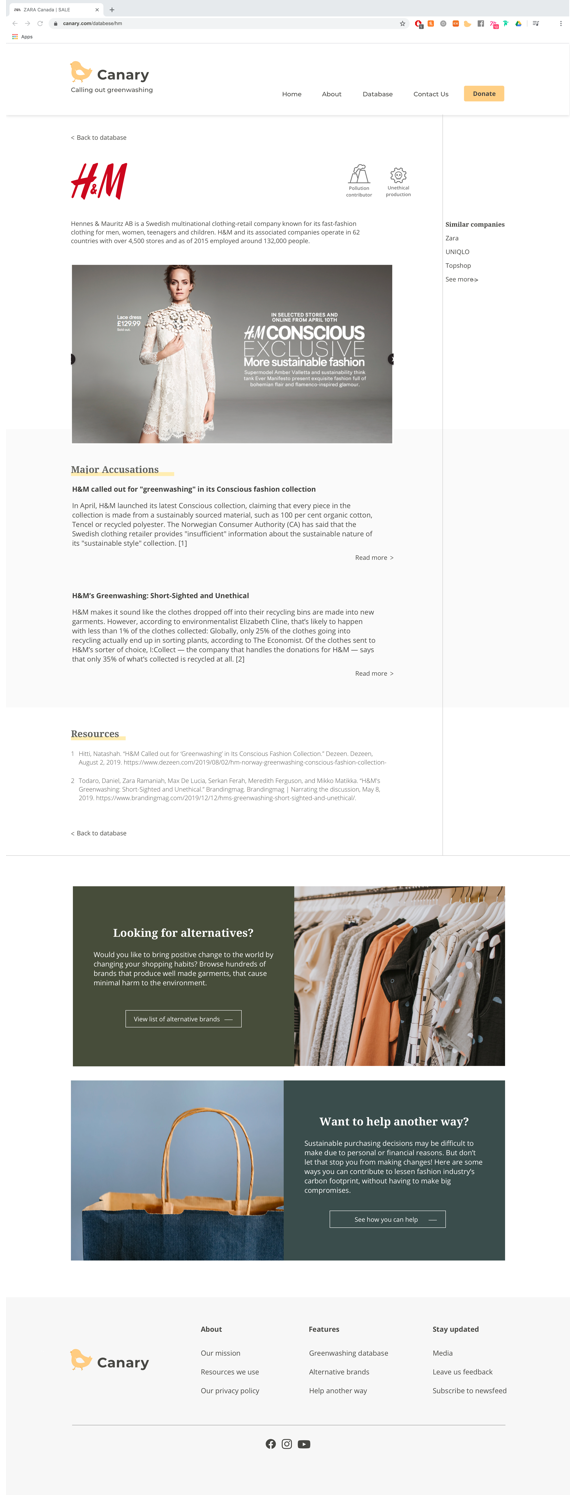 ZARA Canada | SALE
canary.com/database/hm
Apps
Canary
Calling out greenwashing
Home About Database Contact Us Donate
< Back to database
H&M
Pollution contributor
Unethical production
Hennes & Mauritz AB is a Swedish multinational clothing-retail company known for its fast-fashion
clothing for men, women, teenagers and children. H&M and its associated companies operate in 62
countries with over 4,500 stores and as of 2015 employed around 132,000 people.
Similar companies
Zara
UNIQLO
Topshop
See more >
Lace dress
£129.99
IN SELECTED STORES AND
ONLINE FROM APRIL 10TH
H&M CONSCIOUS
EXCLUSIVE
More sustainable fashion
Supermodel Amber Valletta and sustainability think
tank Ever Manifesto present exquisite fashion full of
bohemian flair and flamenco-inspired glamour.
Major Accusations
H&M called out for "greenwashing" in its Conscious fashion collection
In April, H&M launched its latest Conscious collection, claiming that every piece in the
collection is made from a sustainably sourced material, such as 100 per cent organic cotton,
Tencel or recycled polyester. The Norwegian Consumer Authority (CA) has said that the
Swedish clothing retailer provides "insufficient" information about the sustainable nature of
its "sustainable style" collection. [1]
Read more >
H&M's Greenwashing: Short-Sighted and Unethical
H&M makes it sound like the clothes dropped off into their recycling bins are made into new
garments. However, according to environmentalist Elizabeth Cline, that's likely to happen
with less than 1% of the clothes collected: Globally, only 25% of the clothes going into
recycling actually end up in sorting plants, according to The Economist. Of the clothes sent to
H&M's sorter of choice, I:Collect — the company that handles the donations for H&M — says
that only 35% of what's collected is recycled at all. [2]
Read more >
Resources
1 Hitti, Natashah. "H&M Called out for 'Greenwashing' in Its Conscious Fashion Collection." Dezeen. Dezeen,
August 2, 2019. https://www.dezeen.com/2019/08/02/hm-norway-greenwashing-conscious-fashion-collection-
2 Todaro, Daniel, Zara Ramaniah, Max De Lucia, Serkan Ferah, Meredith Ferguson, and Mikko Matikka. "H&M's
Greenwashing: Short-Sighted and Unethical." Brandingmag, Brandingmag | Narrating the discussion, May 8,
2019. https://www.brandingmag.com/2019/12/12/hms-greenwashing-short-sighted-and-unethical/.
< Back to database
Looking for alternatives?
Would you like to bring positive change to the world by
changing your shopping habits? Browse hundreds of
brands that produce well made garments, that cause
minimal harm to the environment.
View list of alternative brands
Want to help another way?
Sustainable purchasing decisions may be difficult to
make due to personal or financial reasons. But don't
let that stop you from making changes! Here are some
ways you can contribute to lessen fashion industry's
carbon footprint, without having to make big
compromises.
See how you can help
Canary
About
Our mission
Resources we use
Our privacy policy
Features
Greenwashing database
Alternative brands
Help another way
Stay updated
Media
Leave us feedback
Subscribe to newsfeed